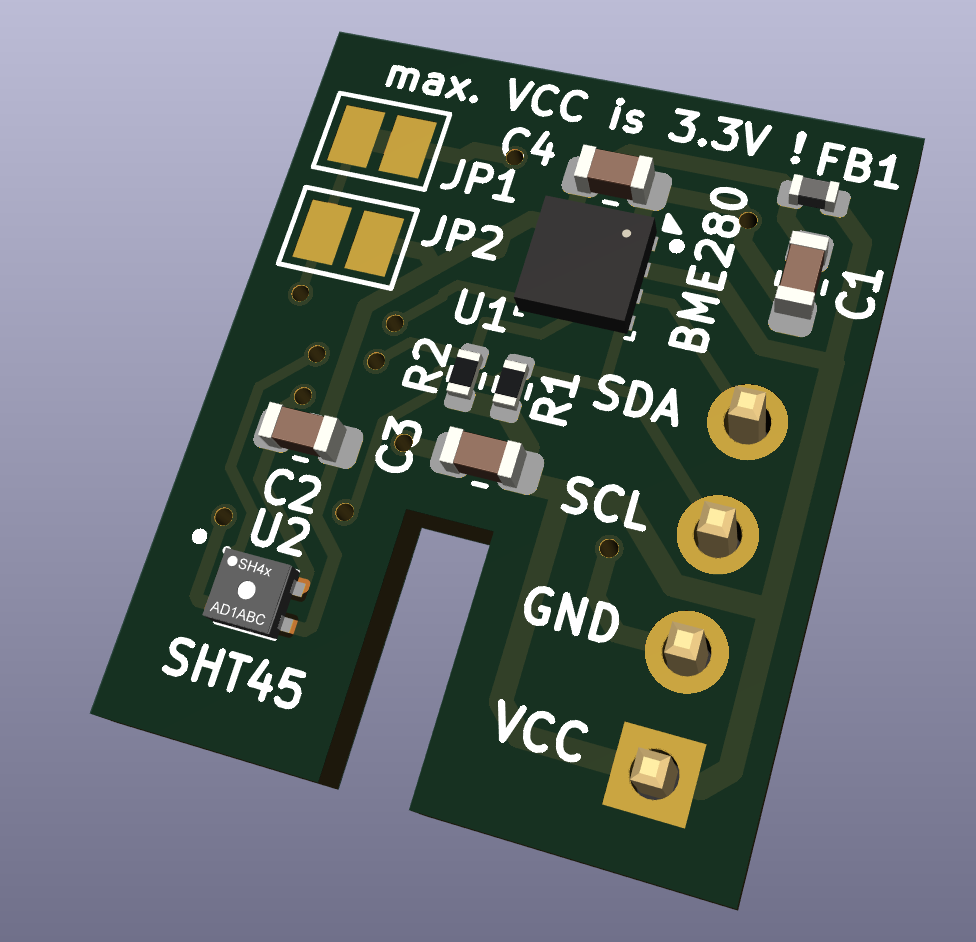 max. VCC is 3.3V !
C4
FB1
JP1
JP2
BME280
C1
U1
R2
R1
SDA
C3
C2
SCL
U2
SH4x
AD1ABC
GND
SHT45
VCC